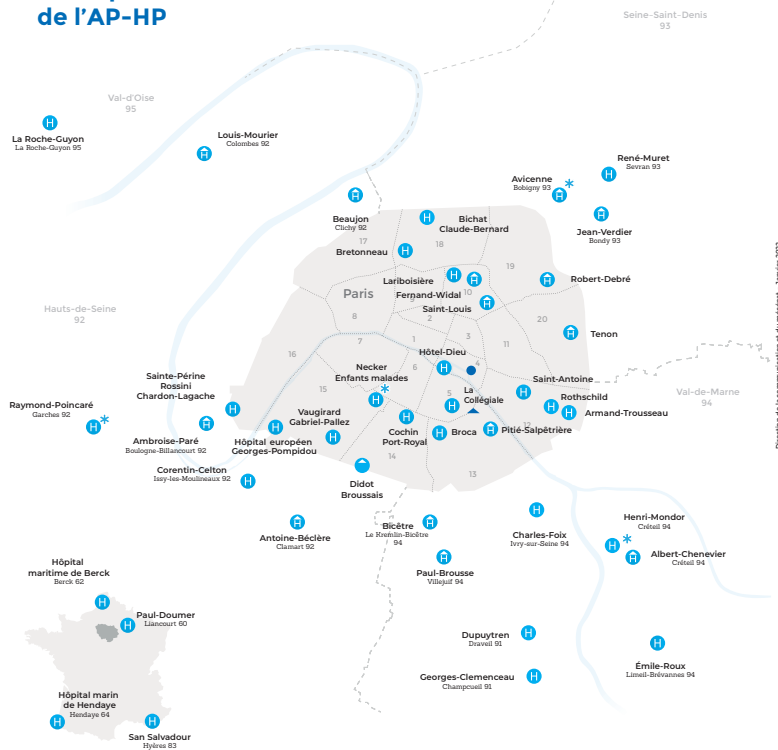 de l'AP-HP
Seine-Saint-Denis
93
Val-d'Oise
95
La Roche-Guyon
La Roche-Guyon 95
Louis-Mourier
Colombes 92
René-Muret
Sevran 93
Avicenne
Bobigny 93
*
Beaujon
Clichy 92
Bichat
Claude-Bernard
Jean-Verdier
Bondy 93
17
18
Bretonneau
19
Lariboisière
Robert-Debré
Paris
9
10
Fernand-Widal
Saint-Louis
Hauts-de-Seine
92
8
2
20
3
11
Tenon
7
1
16
Hôtel-Dieu
4
Necker
Enfants malades
6
*
Sainte-Périne
Rossini
Chardon-Lagache
15
Saint-Antoine
La
Collégiale
5
Rothschild
Val-de-Marne
94
Raymond-Poincaré
Garches 92
*
Vaugirard
Gabriel-Pallez
Armand-Trousseau
12
Ambroise-Paré
Boulogne-Billancourt 92
Hôpital européen
Georges-Pompidou
Cochin
Port-Royal
Broca
Pitié-Salpêtrière
14
13
Corentin-Celton
Issy-les-Moulineaux 92
Didot
Broussais
Antoine-Béclère
Clamart 92
Bicêtre
Le Kremlin-Bicêtre
94
Charles-Foix
Ivry-sur-Seine 94
Henri-Mondor
Créteil 94
*
Albert-Chenevier
Créteil 94
Paul-Brousse
Villejuif 94
Hôpital
maritime de Berck
Berck 62
Paul-Doumer
Liancourt 60
Dupuytren
Draveil 91
Émile-Roux
Limeil-Brévannes 94
Georges-Clemenceau
Champcueil 91
Hôpital marin
de Hendaye
Hendaye 64
San Salvadour
Hyères 83